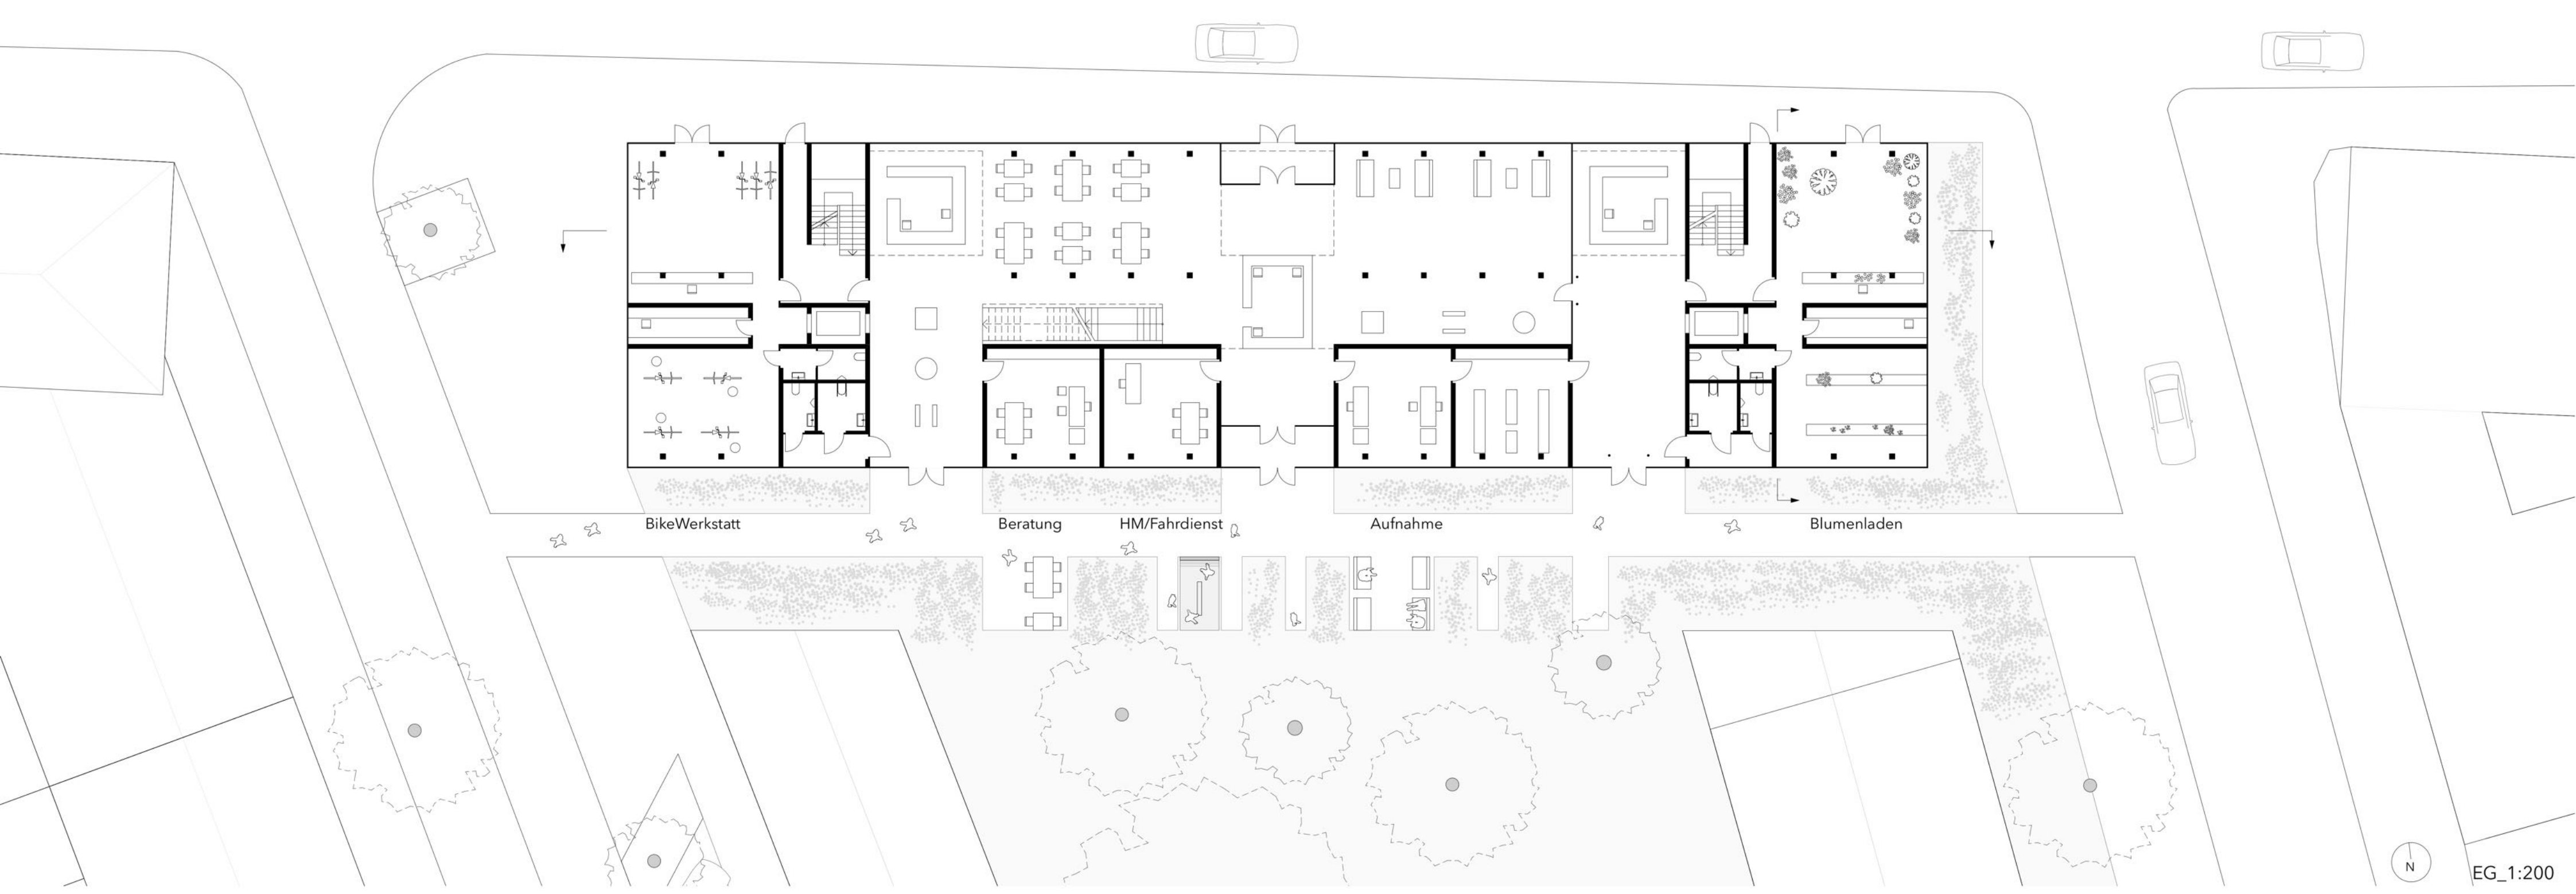 BikeWerkstatt
Beratung
HM/Fahrdienst
Aufnahme
Blumenladen
N
EG_1:200